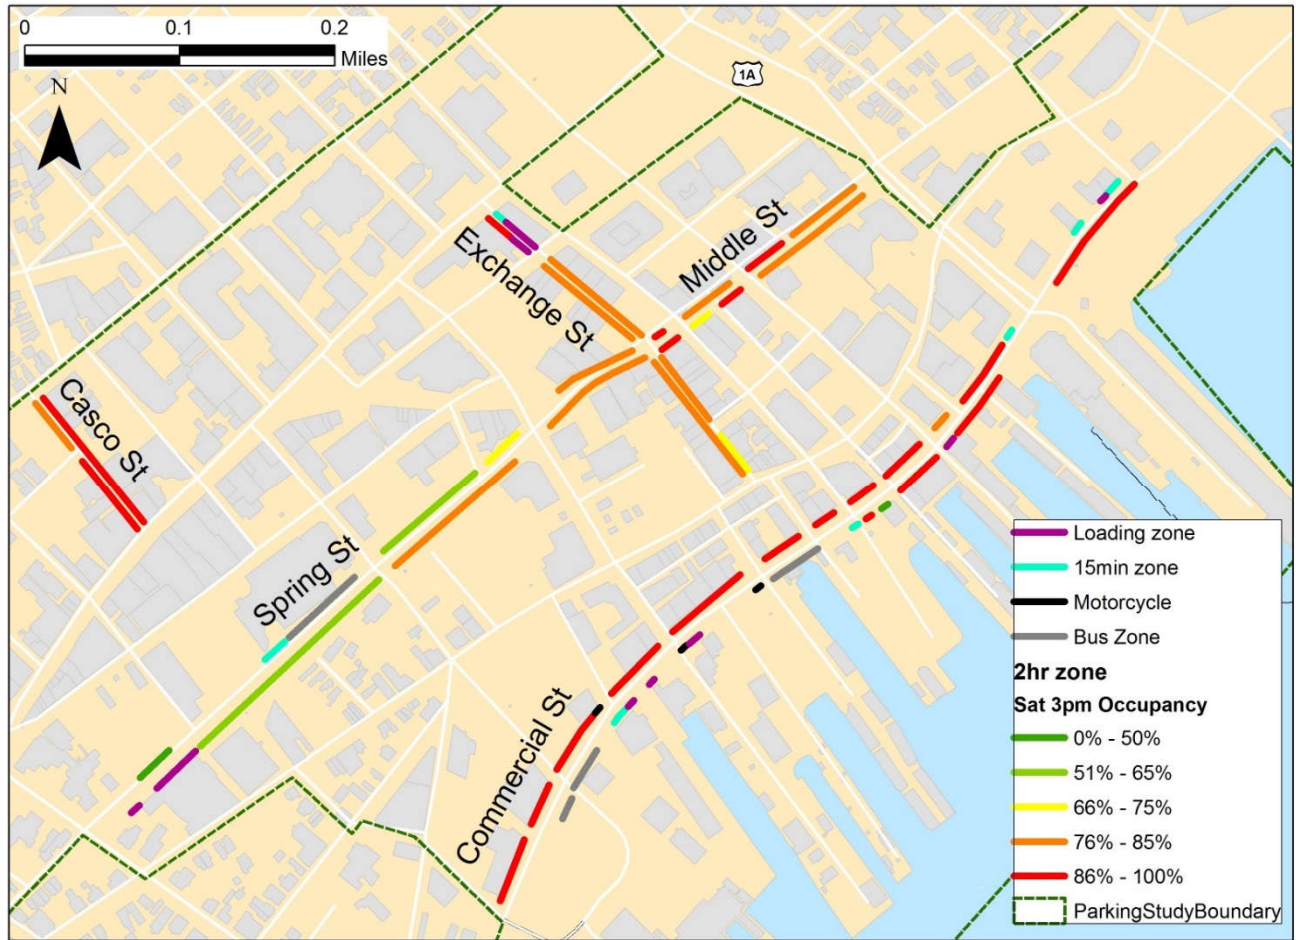 0 0.1 0.2
Miles
N
1A
Middle St
Exchange St
Casco St
Spring St
Commercial St
Loading zone
15min zone
Motorcycle
Bus Zone
2hr zone
Sat 3pm Occupancy
0% - 50%
51% - 65%
66% - 75%
76% - 85%
86% - 100%
ParkingStudyBoundary